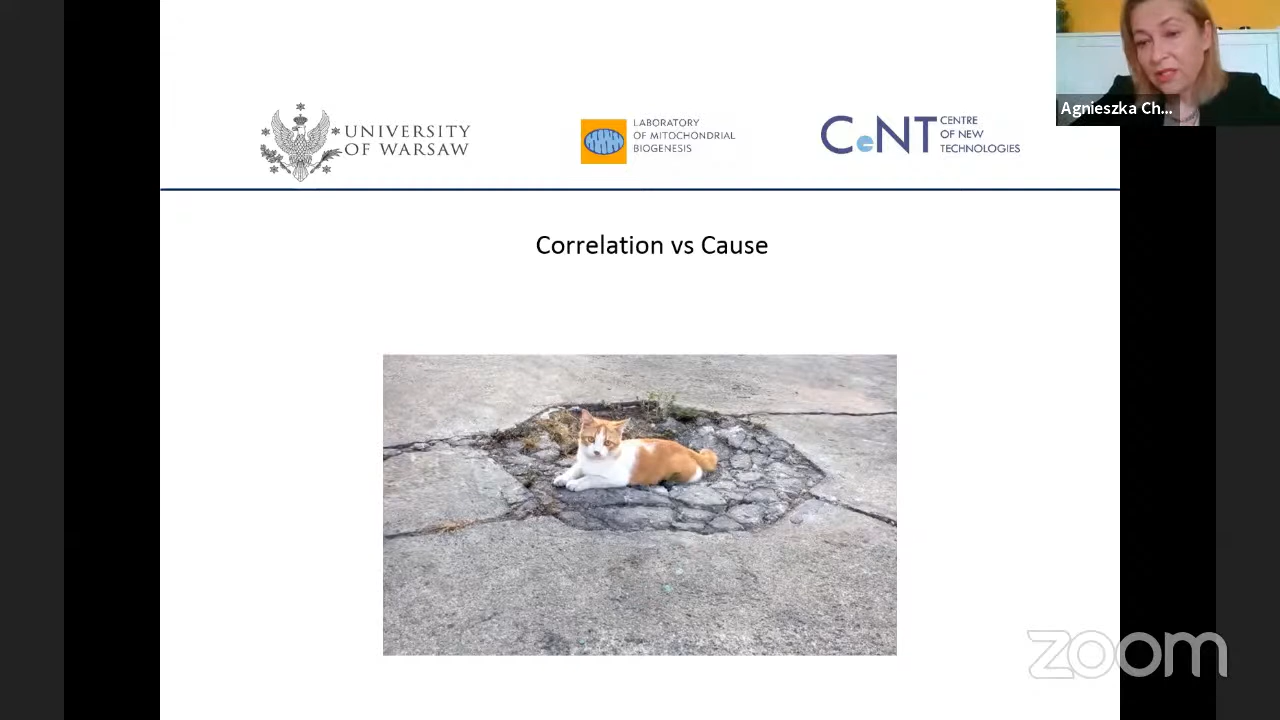 UNIVERSITY
OF WARSAW
LABORATORY
OF MITOCHONDRIAL
BIOGENESIS
CeNT
CENTRE
OF NEW
TECHNOLOGIES
Agnieszka Ch...
Correlation vs Cause
zoom